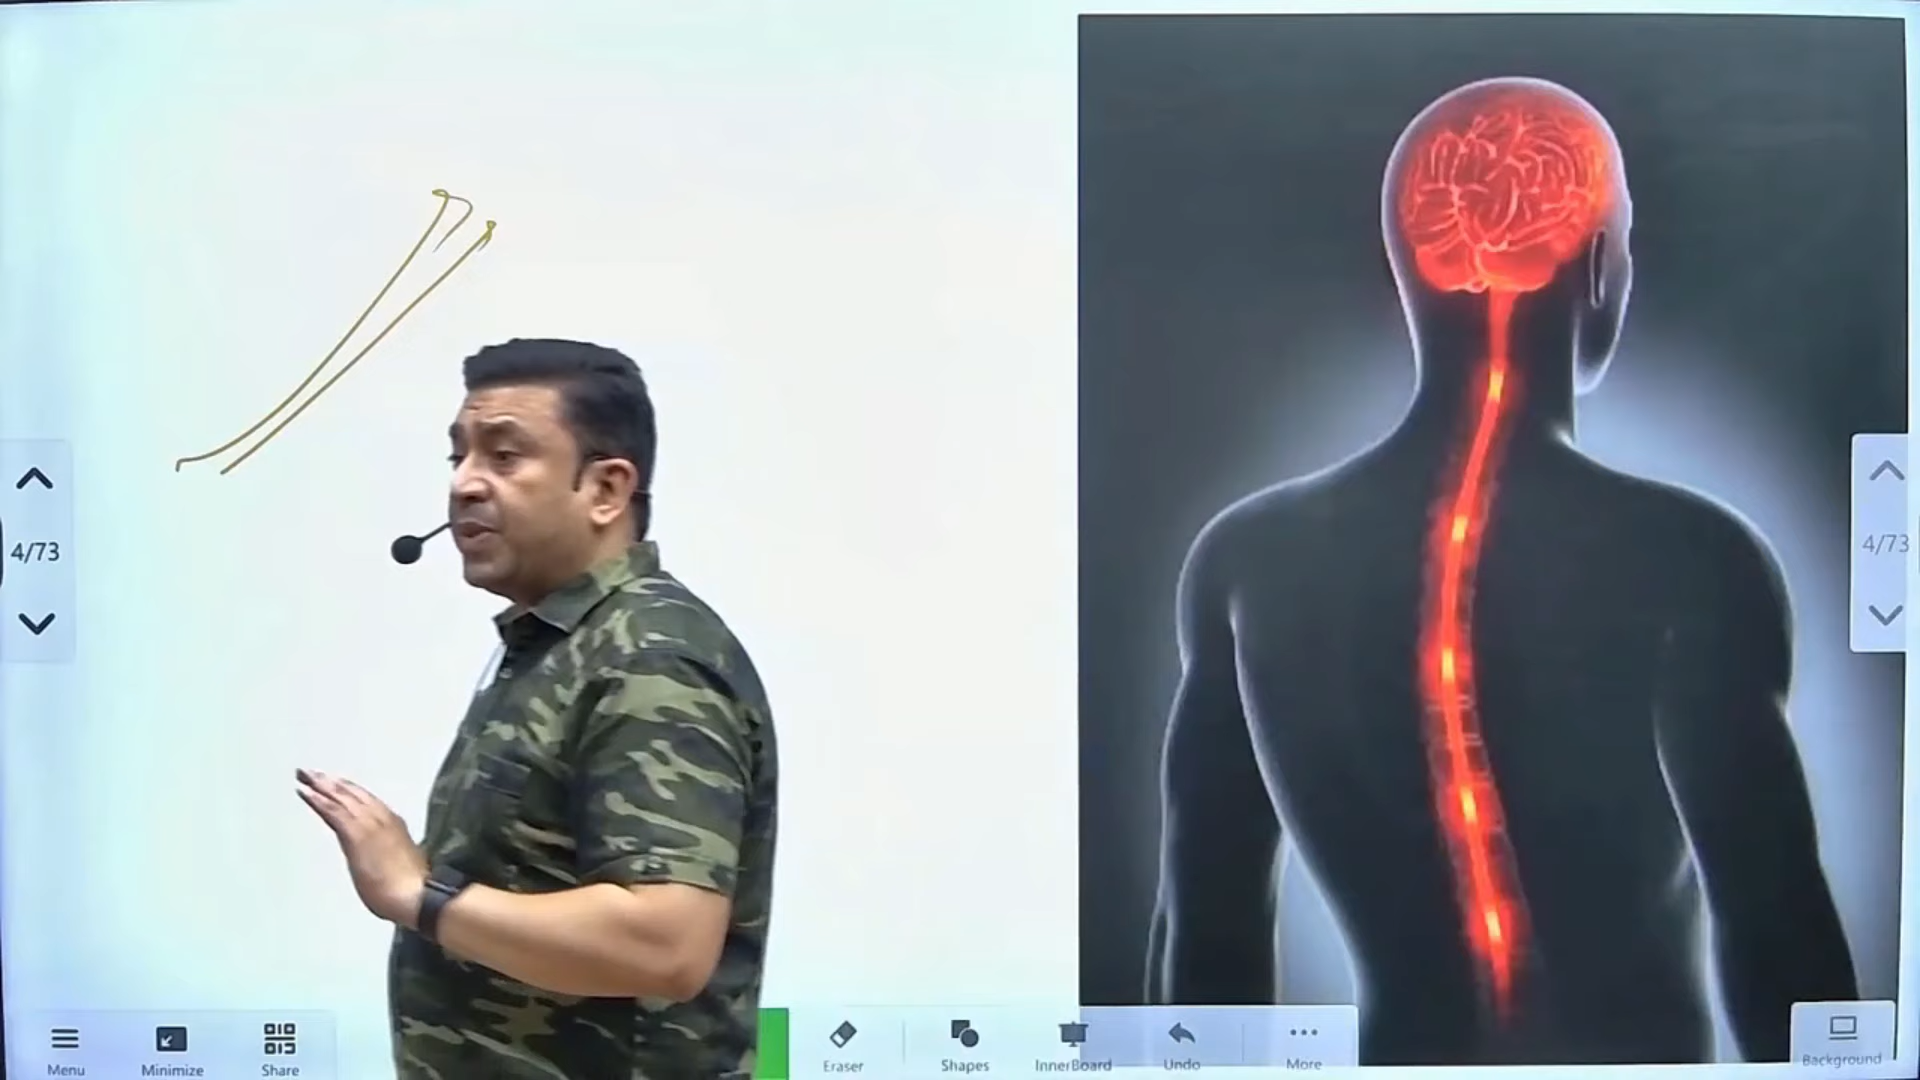 4/73
4/73
Menu
Minimize
Share
Eraser
Shapes
InnerBoard
Undo
More
Background